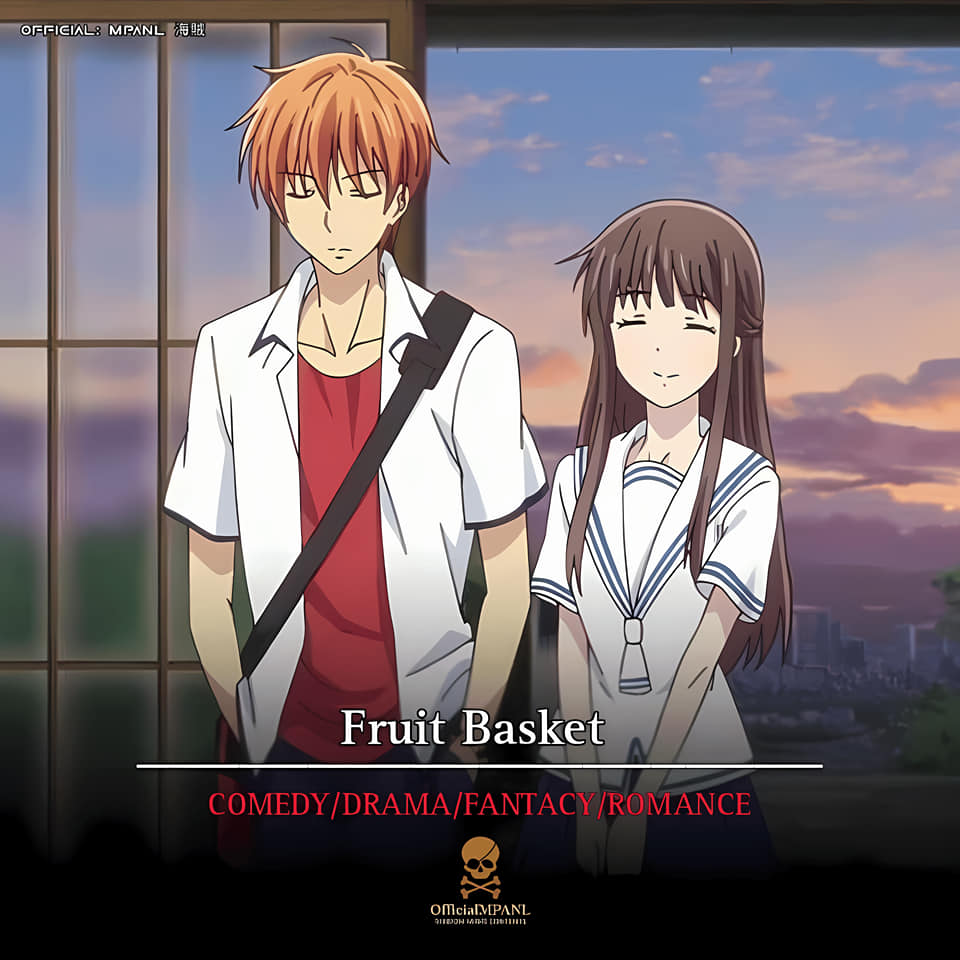 OFFICIAL: MPANL 海賊
Fruit Basket
COMEDY/DRAMA/FANTACY/ROMANCE
OfficialMPANL